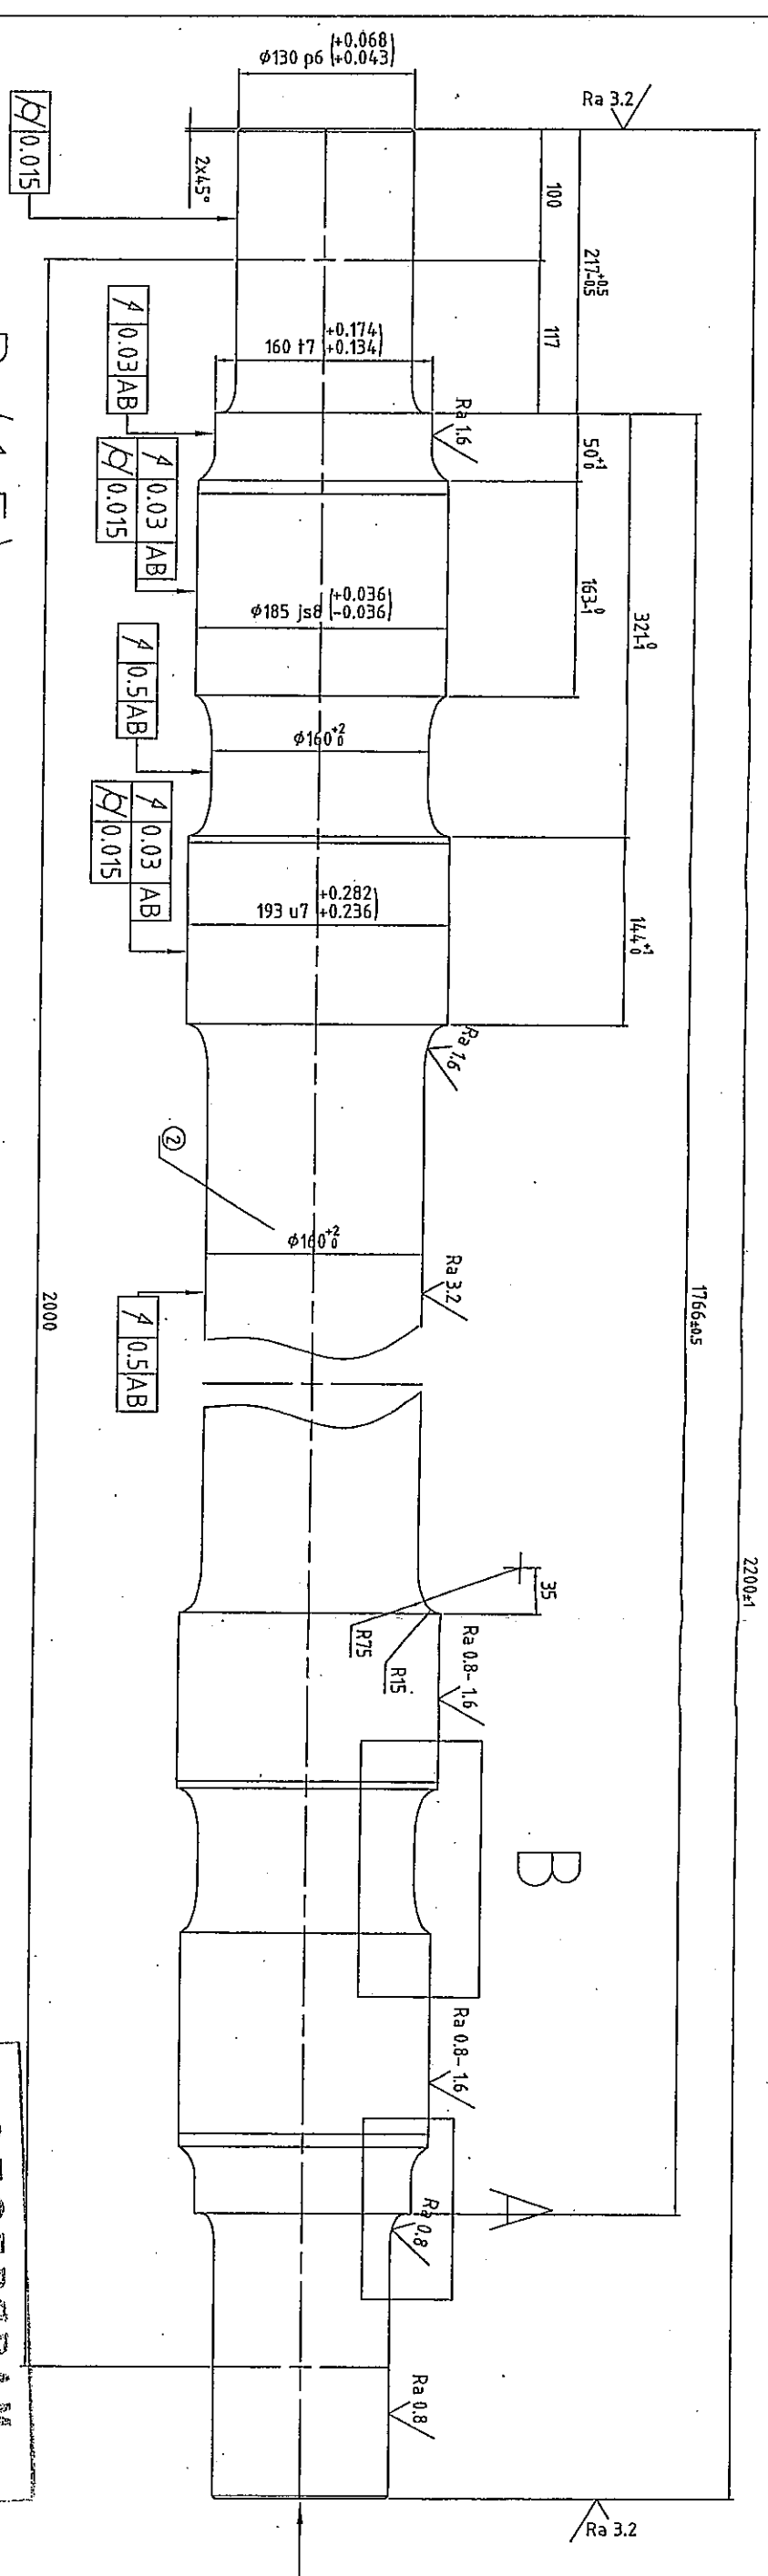 φ130 p6 (+0.068 +0.043)
Ra 3.2
0.015
2x45°
100
217 +0.5 -0.5
117
160 t7 (+0.174 +0.134)
0.03 AB
Ra 1.6
50 +1 0
0.03 AB
0.015
φ185 js8 (+0.036 -0.036)
163 0 -1
321 0 -1
0.5 AB
φ160 +2 0
0.03 AB
0.015
193 u7 (+0.282 +0.236)
144 +1 0
Ra 1.6
2
φ160 +2 0
Ra 3.2
0.5 AB
2000
1766±0.5
2200±1
35
R75
R15
Ra 0.8-1.6
B
Ra 0.8-1.6
A
Ra 0.8
Ra 0.8
Ra 3.2